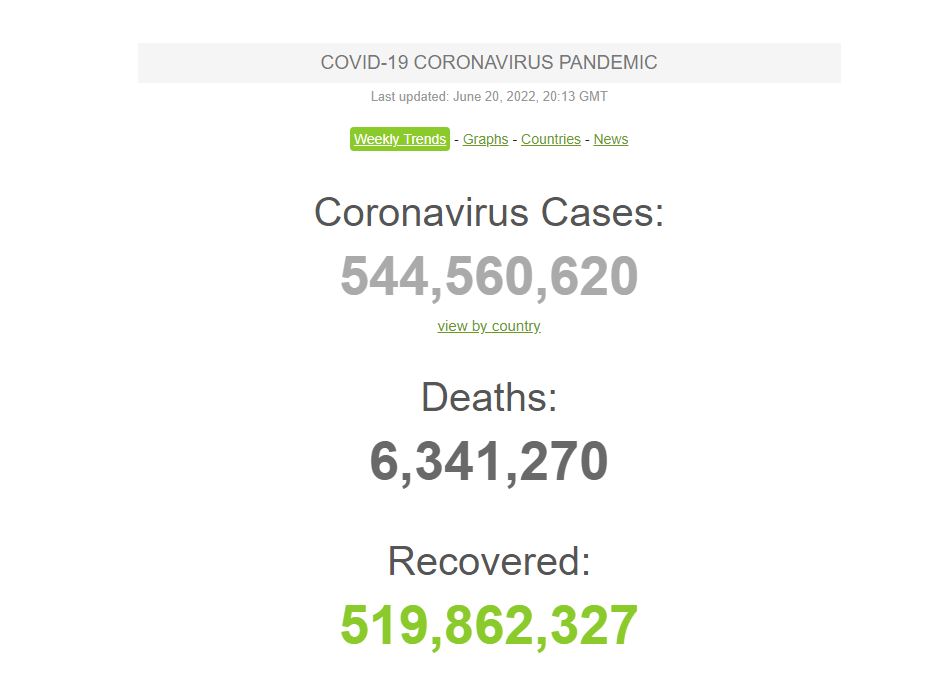 COVID-19 CORONAVIRUS PANDEMIC
Last updated: June 20, 2022, 20:13 GMT
Weekly Trends - Graphs - Countries - News
Coronavirus Cases:
544,560,620
view by country
Deaths:
6,341,270
Recovered:
519,862,327